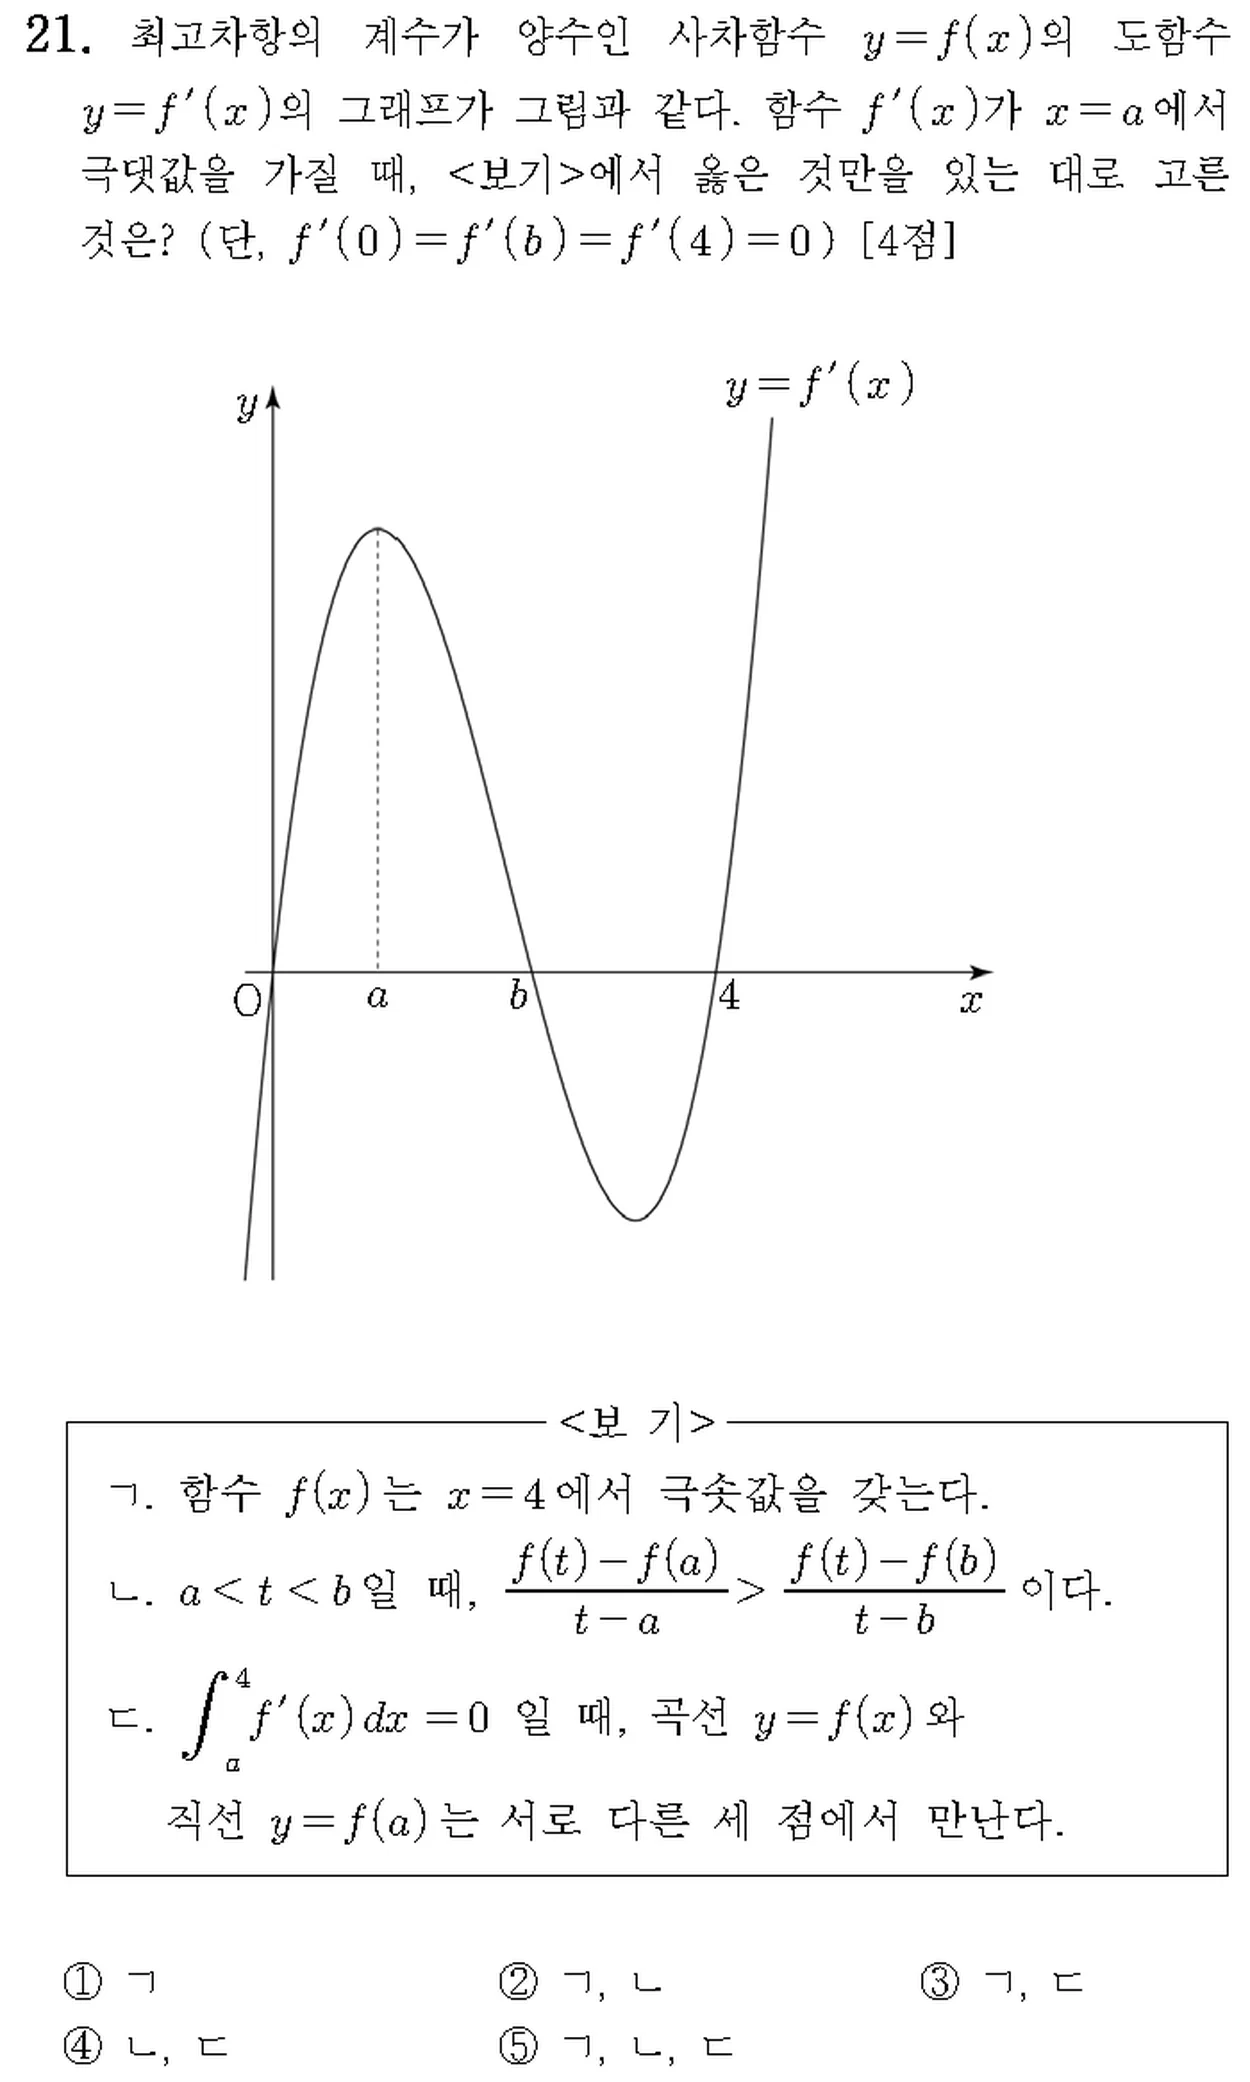 21. 최고차항의 계수가 양수인 사차함수 y=f(x)의 도함수
y=f′(x)의 그래프가 그림과 같다. 함수 f′(x)가 x=a에서
극댓값을 가질 때, <보기>에서 옳은 것만을 있는 대로 고른
것은? (단, f′(0)=f′(b)=f′(4)=0) [4점]
y=f′(x)
y
O a b 4 x
<보 기>
ㄱ. 함수 f(x)는 x=4에서 극솟값을 갖는다.
ㄴ. a<t<b일 때, \frac{f(t)-f(a)}{t-a} > \frac{f(t)-f(b)}{t-b} 이다.
ㄷ. \int_{a}^{4} f′(x)dx=0 일 때, 곡선 y=f(x)와
직선 y=f(a)는 서로 다른 세 점에서 만난다.
① ㄱ ② ㄱ, ㄴ ③ ㄱ, ㄷ
④ ㄴ, ㄷ ⑤ ㄱ, ㄴ, ㄷ